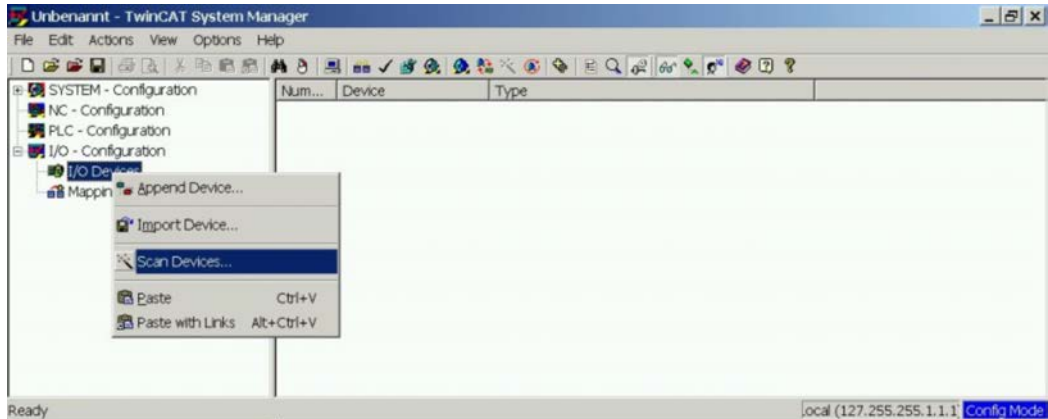 Unbenannt - TwinCAT System Manager
File Edit Actions View Options Help
SYSTEM - Configuration
NC - Configuration
PLC - Configuration
I/O - Configuration
I/O Devices
Mappin
Num... Device Type
Append Device...
Import Device...
Scan Devices...
Paste Ctrl+V
Paste with Links Alt+Ctrl+V
Ready
ocal (127.255.255.1.1.1) Config Mode